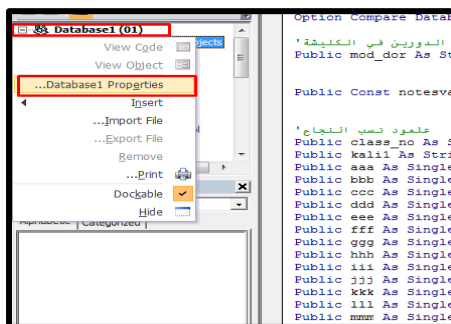 Database1 (01)
jects
View Code
View Object
...Database1 Properties
Insert
...Import File
...Export File
Remove
...Print
Dockable
Hide
Categorized
Option Compare Datab
'الدورين في الكليشة
Public mod_dor As St
Public Const notesva
'علمود نسب النجاح
Public class_no As S
Public kali1 As Stri
Public aaa As Single
Public bbb As Single
Public ccc As Single
Public ddd As Single
Public eee As Single
Public fff As Single
Public ggg As Single
Public hhh As Single
Public iii As Single
Public jjj As Single
Public kkk As Single
Public lll As Single
Public mmm As Single